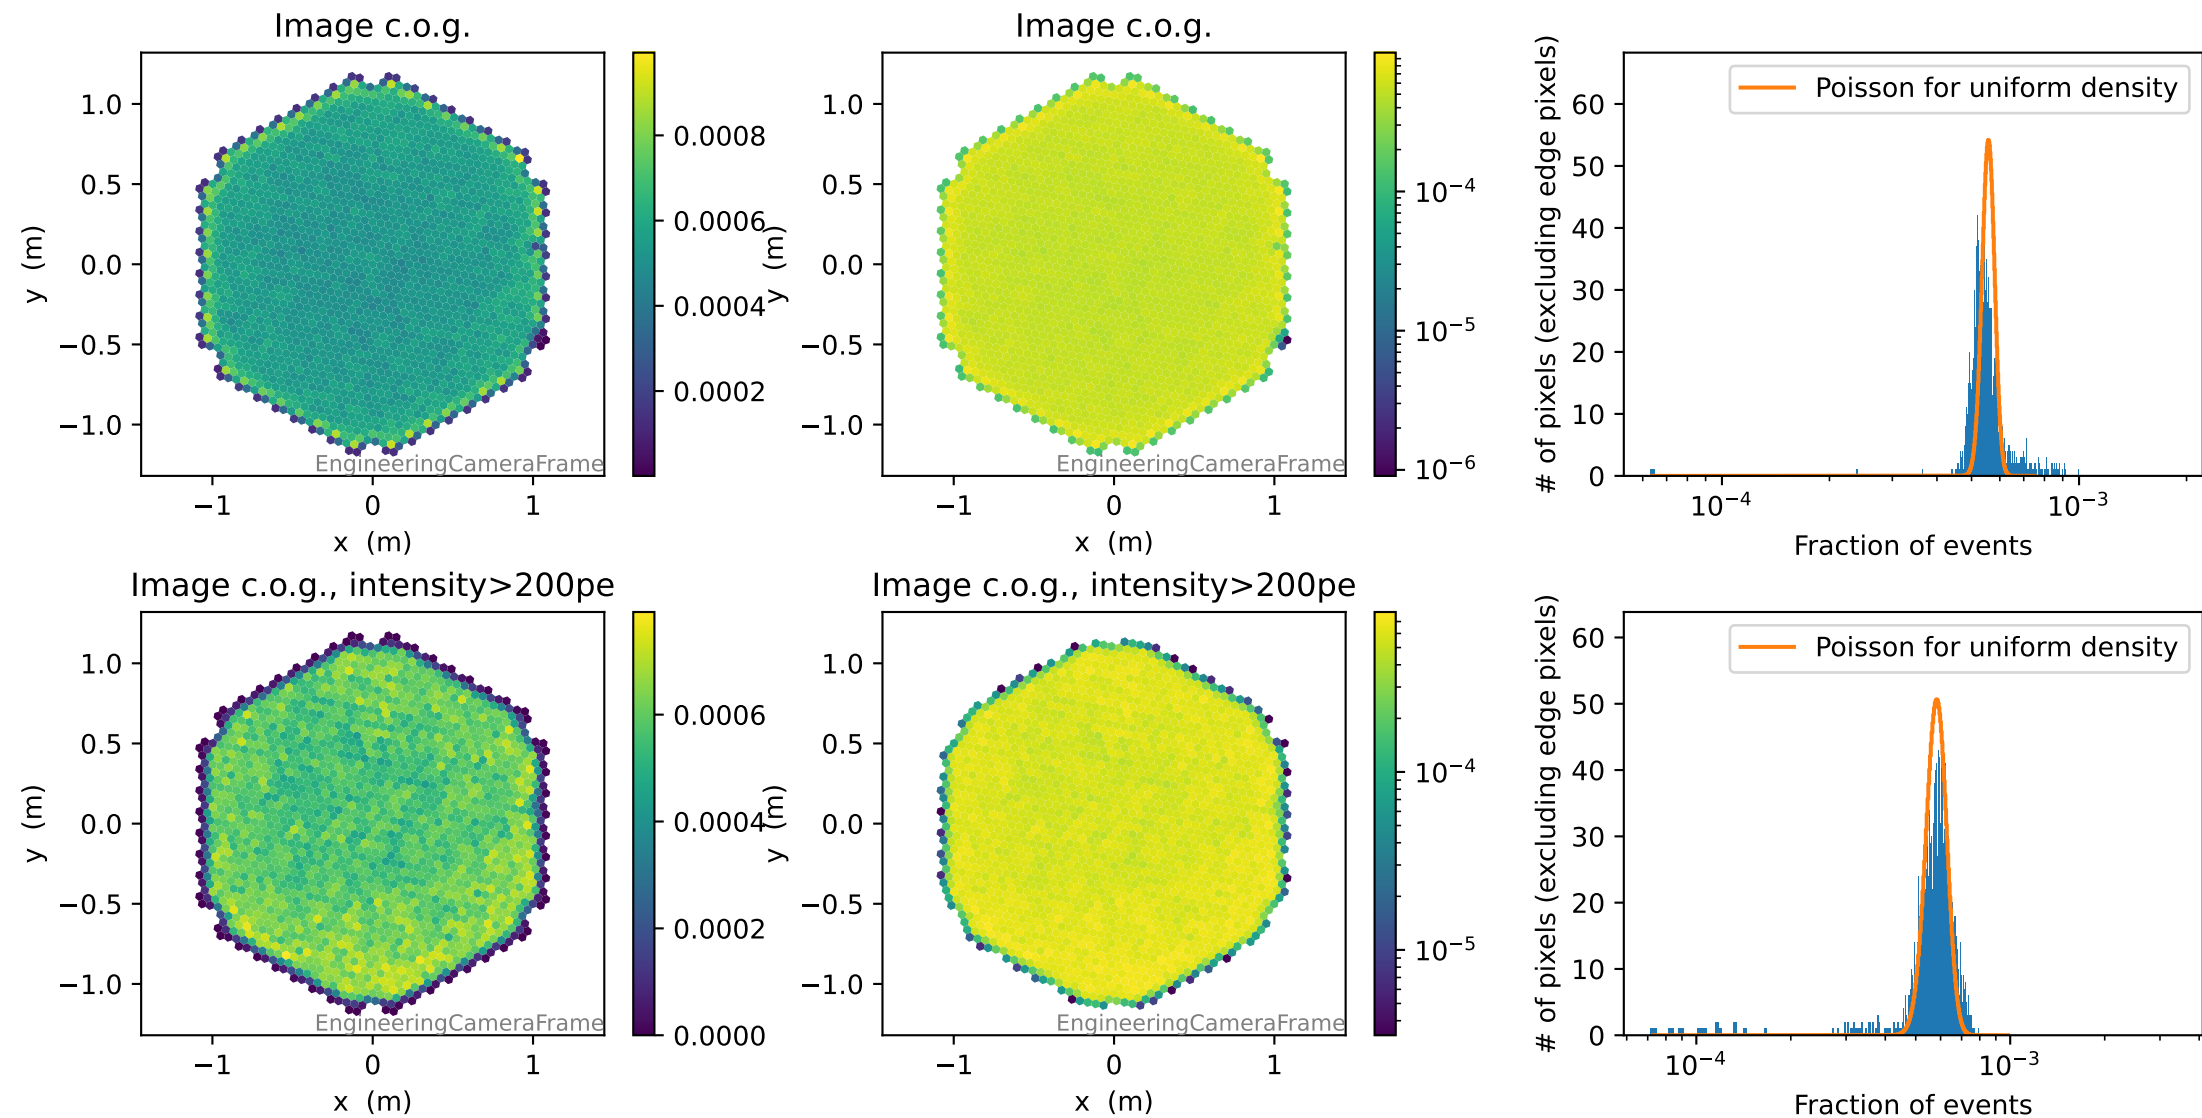 Image c.o.g.
1.0
0.5
0.0
−0.5
−1.0
y (m)
−1
0
1
x (m)
EngineeringCameraFrame
0.0008
0.0006
0.0004
0.0002
Image c.o.g.
1.0
0.5
0.0
−0.5
−1.0
y (m)
−1
0
1
x (m)
EngineeringCameraFrame
10⁻⁴
10⁻⁵
10⁻⁶
Poisson for uniform density
60
50
40
30
20
10
0
# of pixels (excluding edge pixels)
10⁻⁴
10⁻³
Fraction of events
Image c.o.g., intensity>200pe
1.0
0.5
0.0
−0.5
−1.0
y (m)
−1
0
1
x (m)
EngineeringCameraFrame
0.0006
0.0004
0.0002
0.0000
Image c.o.g., intensity>200pe
1.0
0.5
0.0
−0.5
−1.0
y (m)
−1
0
1
x (m)
EngineeringCameraFrame
10⁻⁴
10⁻⁵
Poisson for uniform density
60
50
40
30
20
10
0
# of pixels (excluding edge pixels)
10⁻⁴
10⁻³
Fraction of events